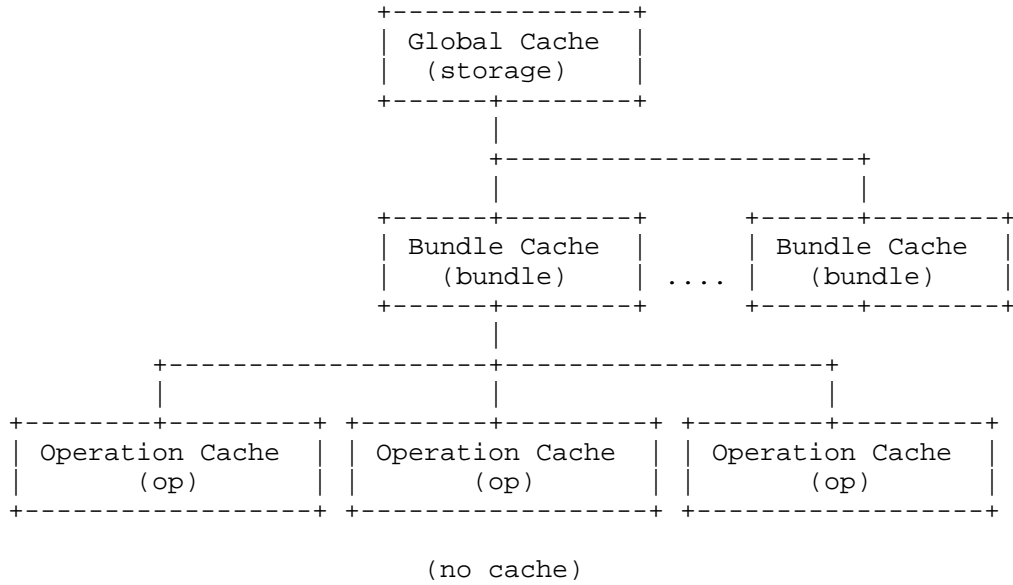 Global Cache
(storage)
Bundle Cache .... Bundle Cache
(bundle) (bundle)
Operation Cache Operation Cache Operation Cache
(op) (op) (op)
(no cache)